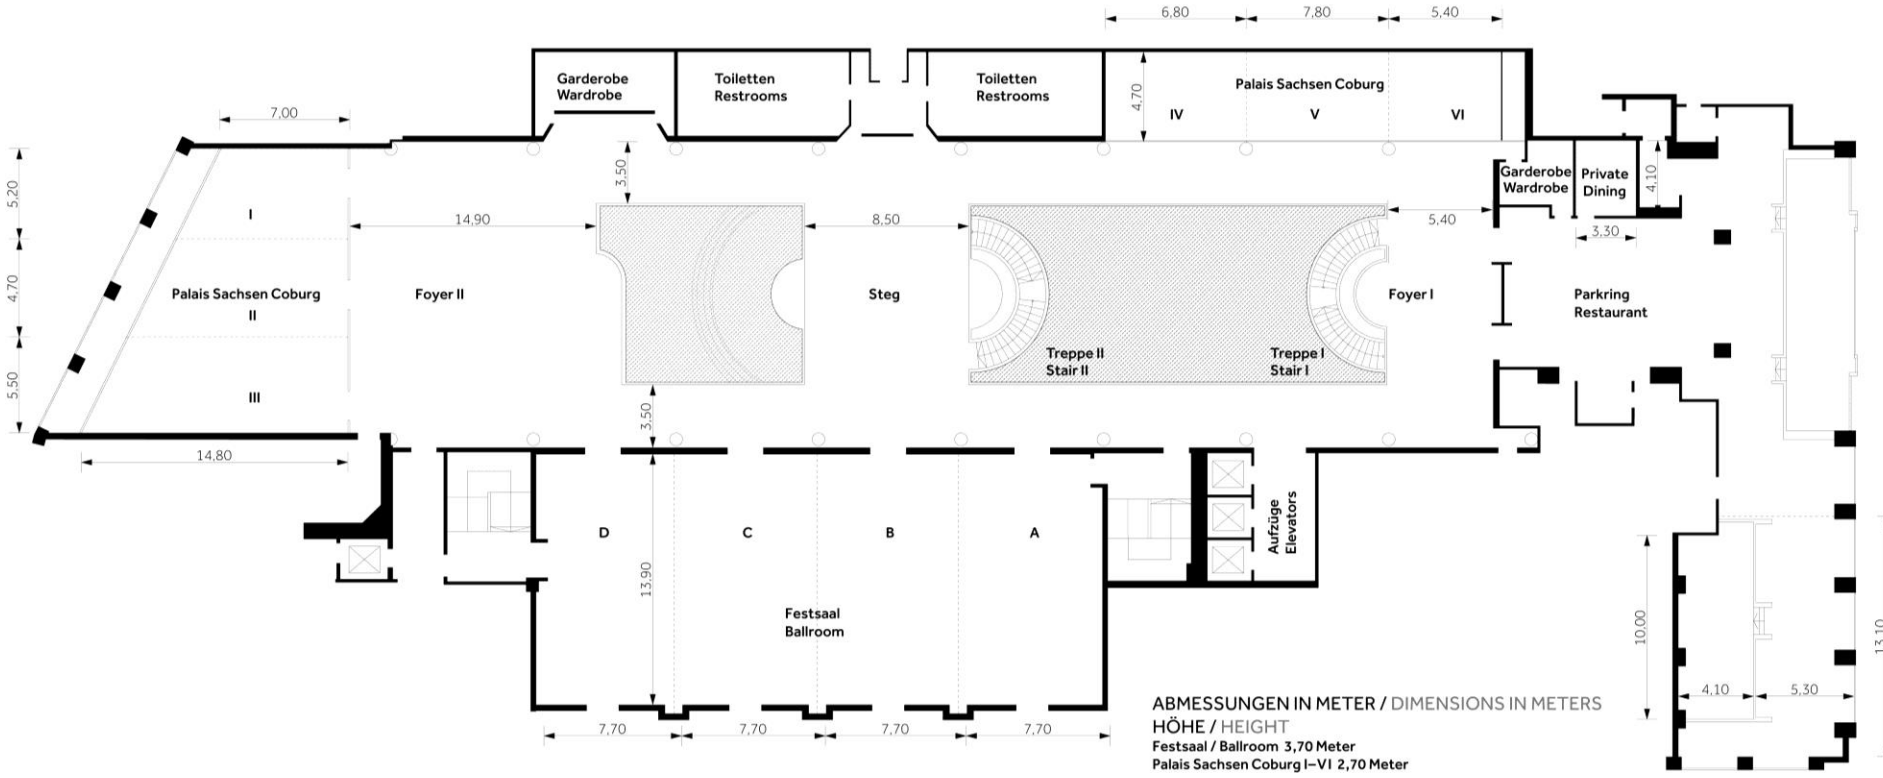 6,80
7,80
5,40
Garderobe
Wardrobe
Toiletten
Restrooms
Toiletten
Restrooms
4,70
Palais Sachsen Coburg
IV
V
VI
7,00
5,20
4,70
5,50
I
Palais Sachsen Coburg
II
III
14,80
14,90
Foyer II
3,50
3,50
8,50
Steg
Treppe II
Stair II
Treppe I
Stair I
5,40
Foyer I
Garderobe
Wardrobe
Private
Dining
4,10
3,30
Parkring
Restaurant
D
C
B
A
13,90
Festsaal
Ballroom
7,70
7,70
7,70
7,70
Aufzüge
Elevators
10,00
4,10
5,30
13,10
ABMESSUNGEN IN METER / DIMENSIONS IN METERS
HÖHE / HEIGHT
Festsaal / Ballroom 3,70 Meter
Palais Sachsen Coburg I–VI 2,70 Meter